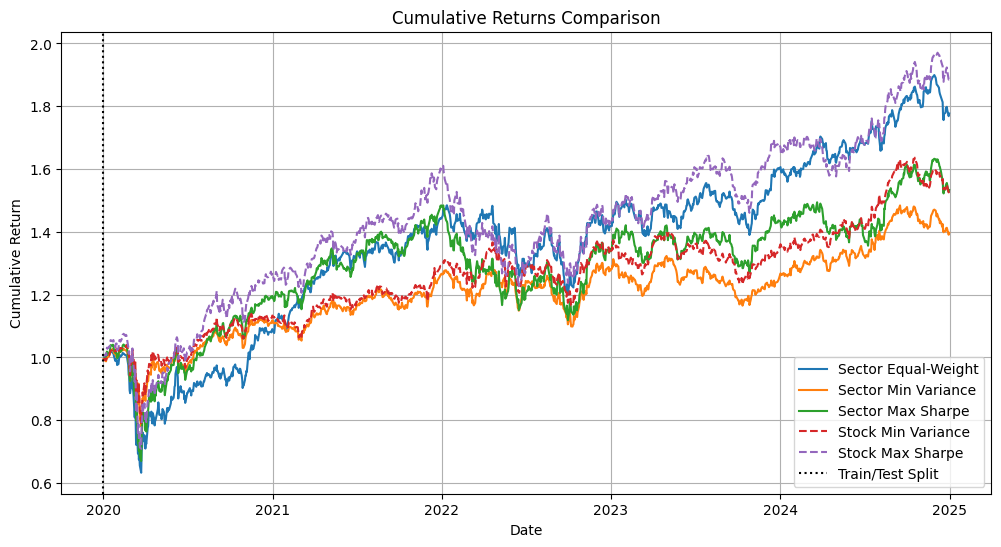 Cumulative Returns Comparison
Cumulative Return
2.0
1.8
1.6
1.4
1.2
1.0
0.8
0.6
Sector Equal-Weight
Sector Min Variance
Sector Max Sharpe
Stock Min Variance
Stock Max Sharpe
Train/Test Split
2020 2021 2022 2023 2024 2025
Date